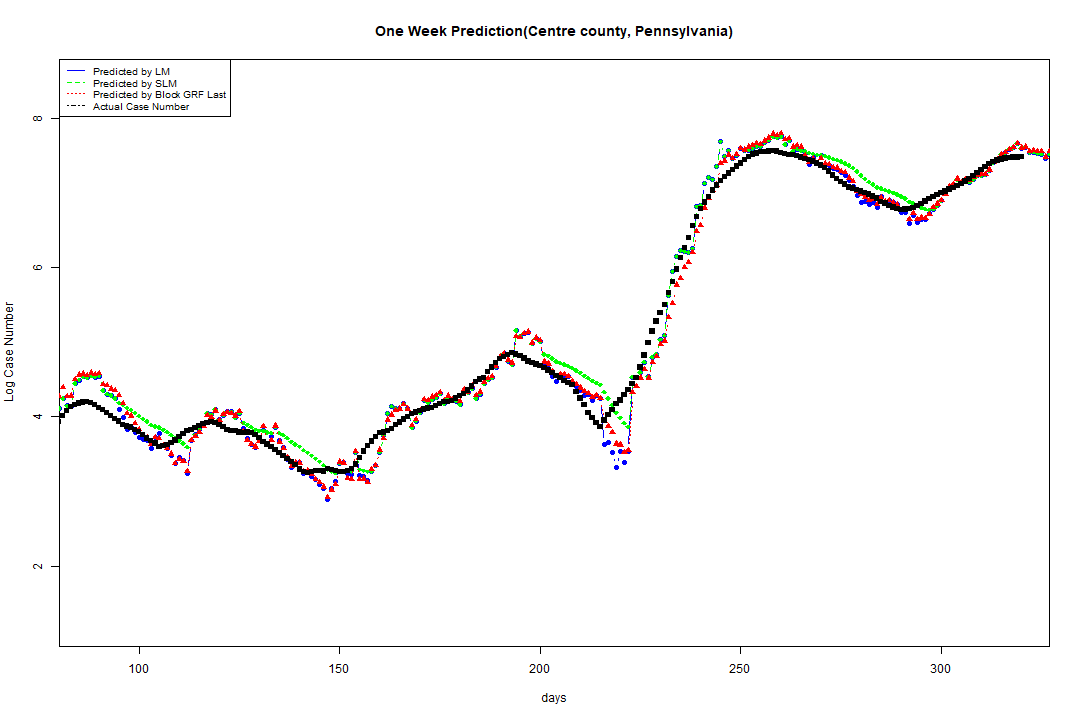 One Week Prediction(Centre county, Pennsylvania)
Predicted by LM
Predicted by SLM
Predicted by Block GRF Last
Actual Case Number
Log Case Number
8
6
4
2
100 150 200 250 300
days